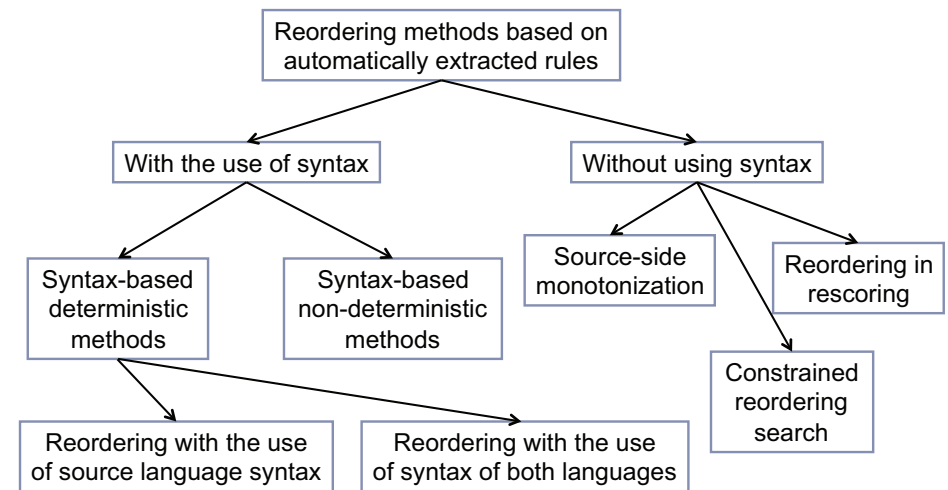 Reordering methods based on
automatically extracted rules
With the use of syntax
Without using syntax
Syntax-based
deterministic
methods
Syntax-based
non-deterministic
methods
Source-side
monotonization
Reordering in
rescoring
Constrained
reordering
search
Reordering with the use
of source language syntax
Reordering with the use
of syntax of both languages